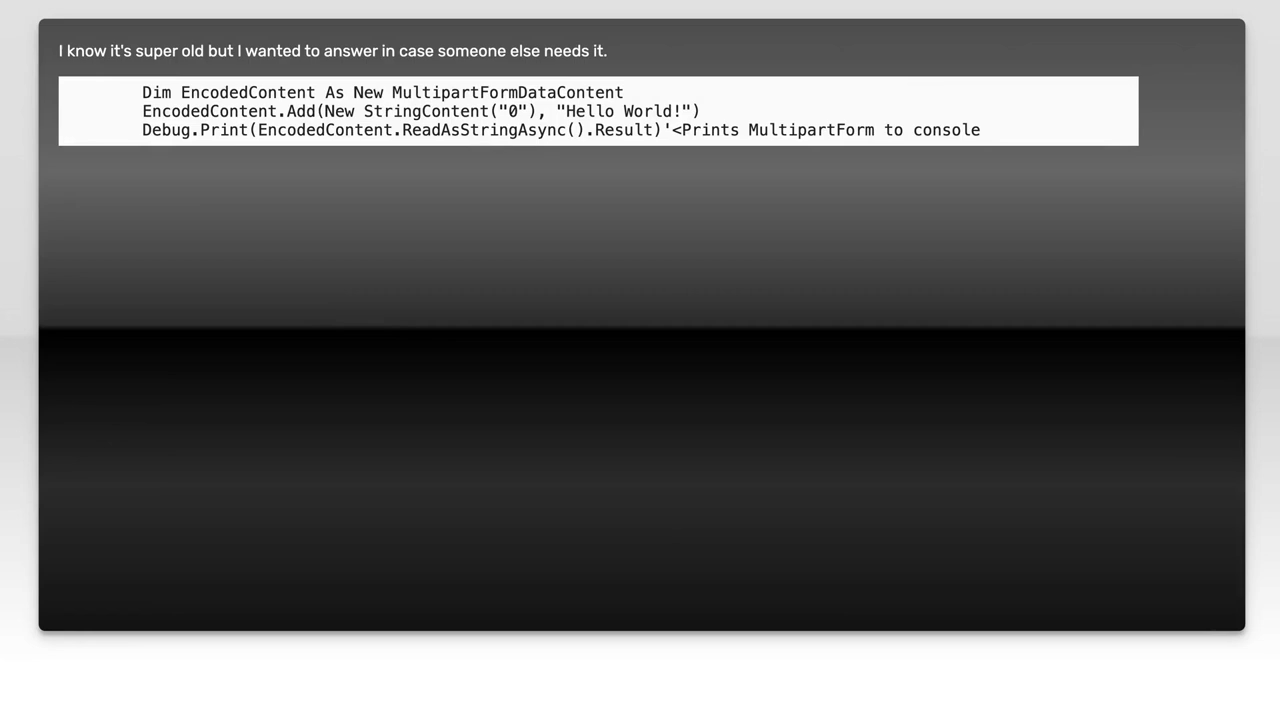 I know it's super old but I wanted to answer in case someone else needs it.
Dim EncodedContent As New MultipartFormDataContent
EncodedContent.Add(New StringContent("0"), "Hello World!")
Debug.Print(EncodedContent.ReadAsStringAsync().Result)'<Prints MultipartForm to console